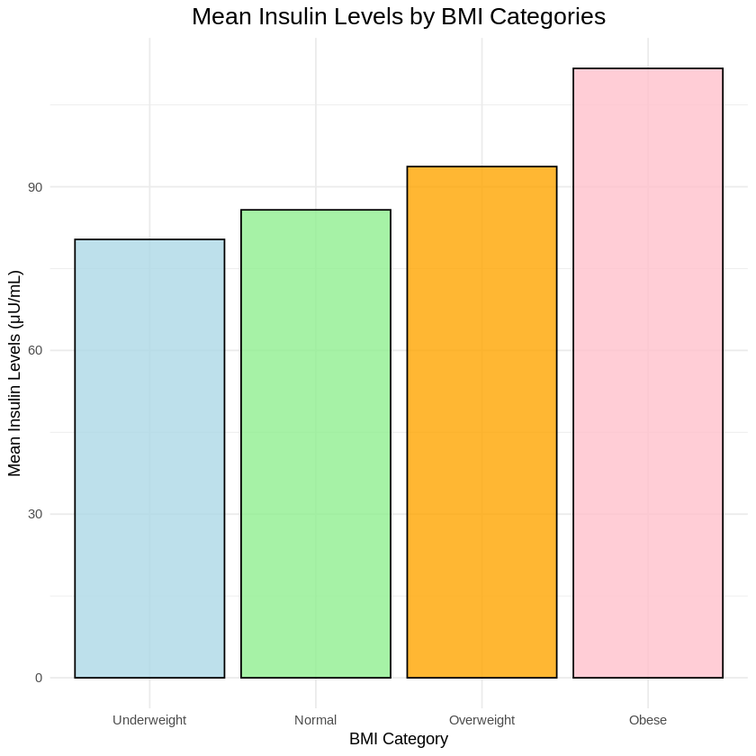 Mean Insulin Levels by BMI Categories
Mean Insulin Levels (μU/mL)
90
60
30
0
Underweight Normal Overweight Obese
BMI Category